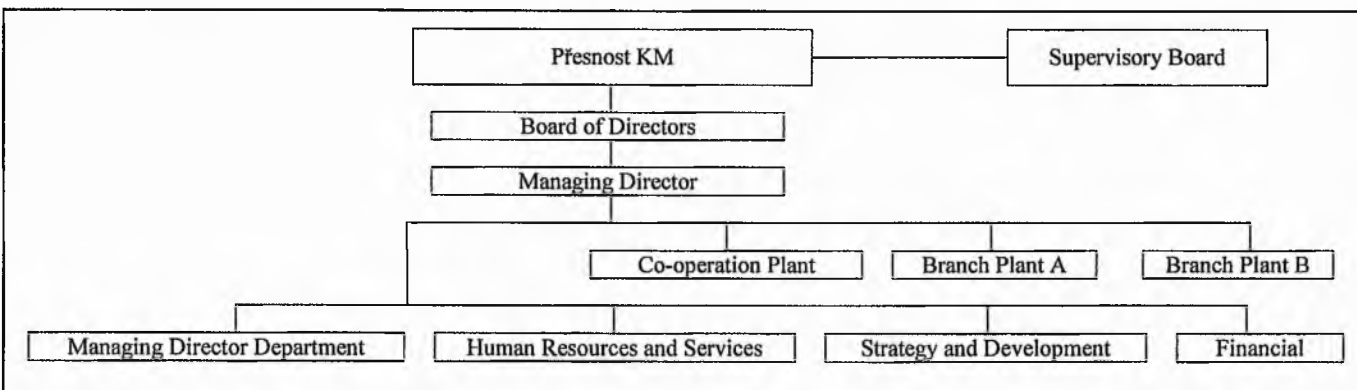 Přesnost KM
Supervisory Board
Board of Directors
Managing Director
Co-operation Plant
Branch Plant A
Branch Plant B
Managing Director Department
Human Resources and Services
Strategy and Development
Financial